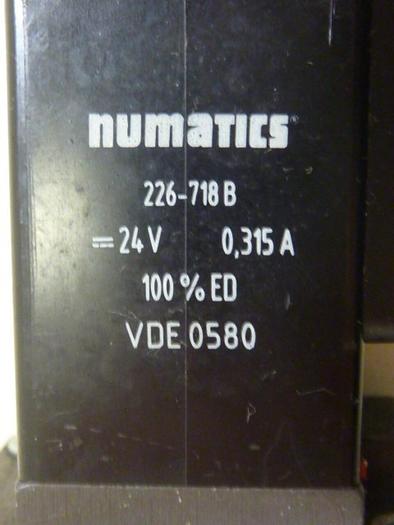 numatics
226-718 B
⎓ 24 V 0,315 A
100 % ED
VDE 0580